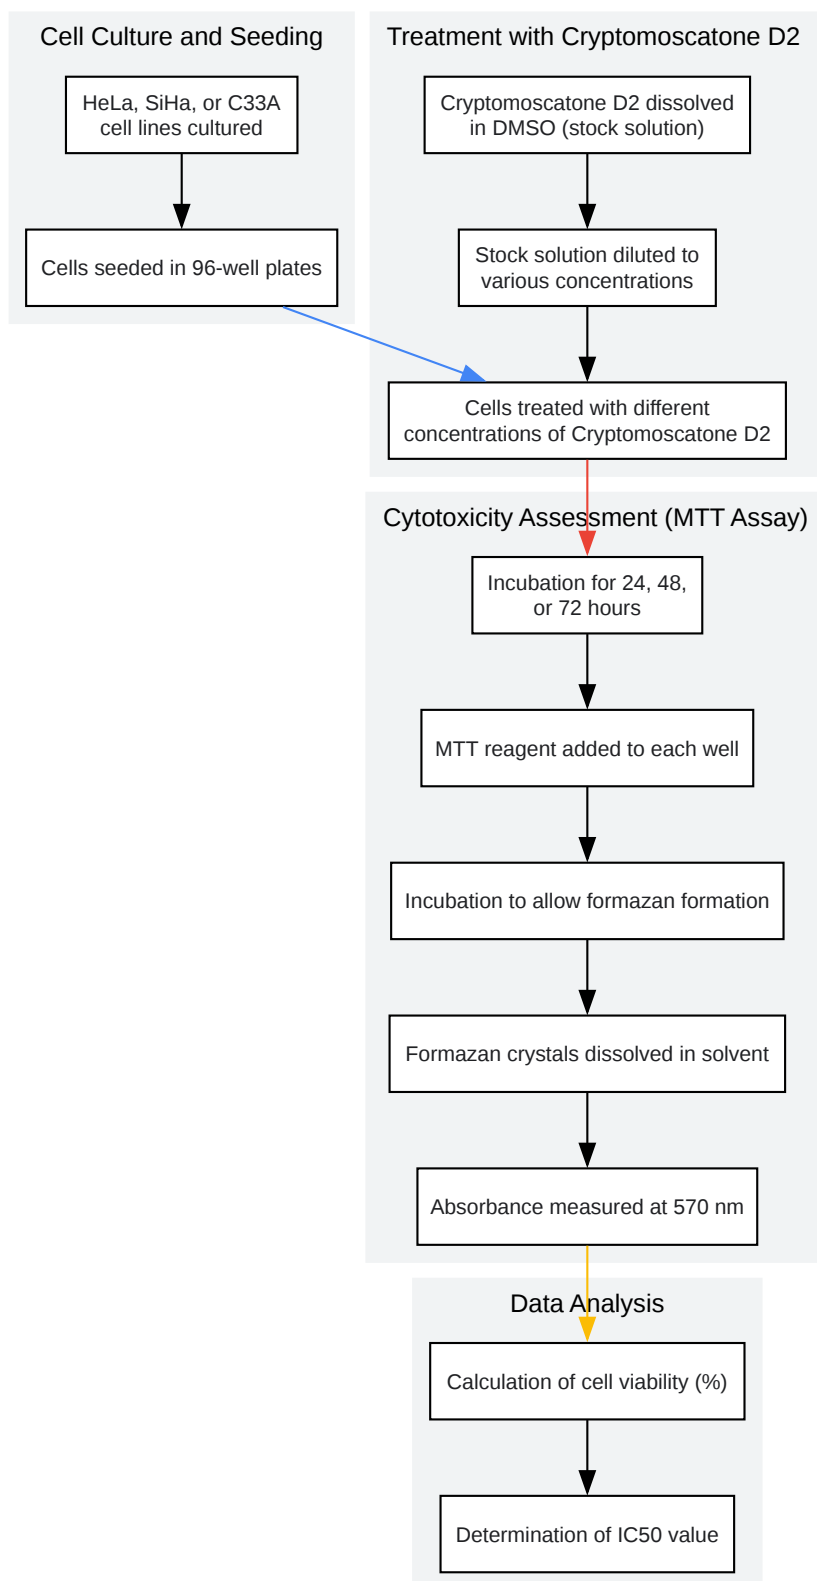 Cell Culture and Seeding
HeLa, SiHa, or C33A
cell lines cultured
Cells seeded in 96-well plates
Treatment with Cryptomoscatone D2
Cryptomoscatone D2 dissolved
in DMSO (stock solution)
Stock solution diluted to
various concentrations
Cells treated with different
concentrations of Cryptomoscatone D2
Cytotoxicity Assessment (MTT Assay)
Incubation for 24, 48,
or 72 hours
MTT reagent added to each well
Incubation to allow formazan formation
Formazan crystals dissolved in solvent
Absorbance measured at 570 nm
Data Analysis
Calculation of cell viability (%)
Determination of IC50 value